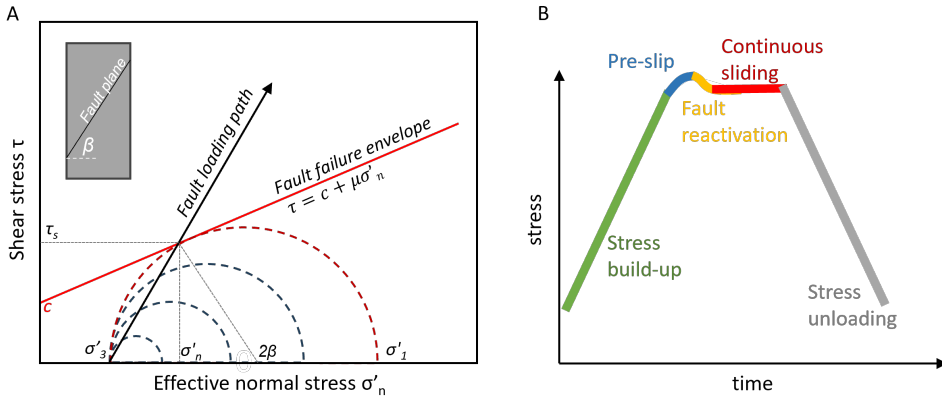 A
Fault plane
β
Fault loading path
Fault failure envelope
τ = c + μσ'n
Shear stress τ
τs
c
σ'3
σ'n
2β
σ'1
Effective normal stress σ'n
B
Pre-slip
Continuous
sliding
Fault
reactivation
stress
Stress
build-up
Stress
unloading
time